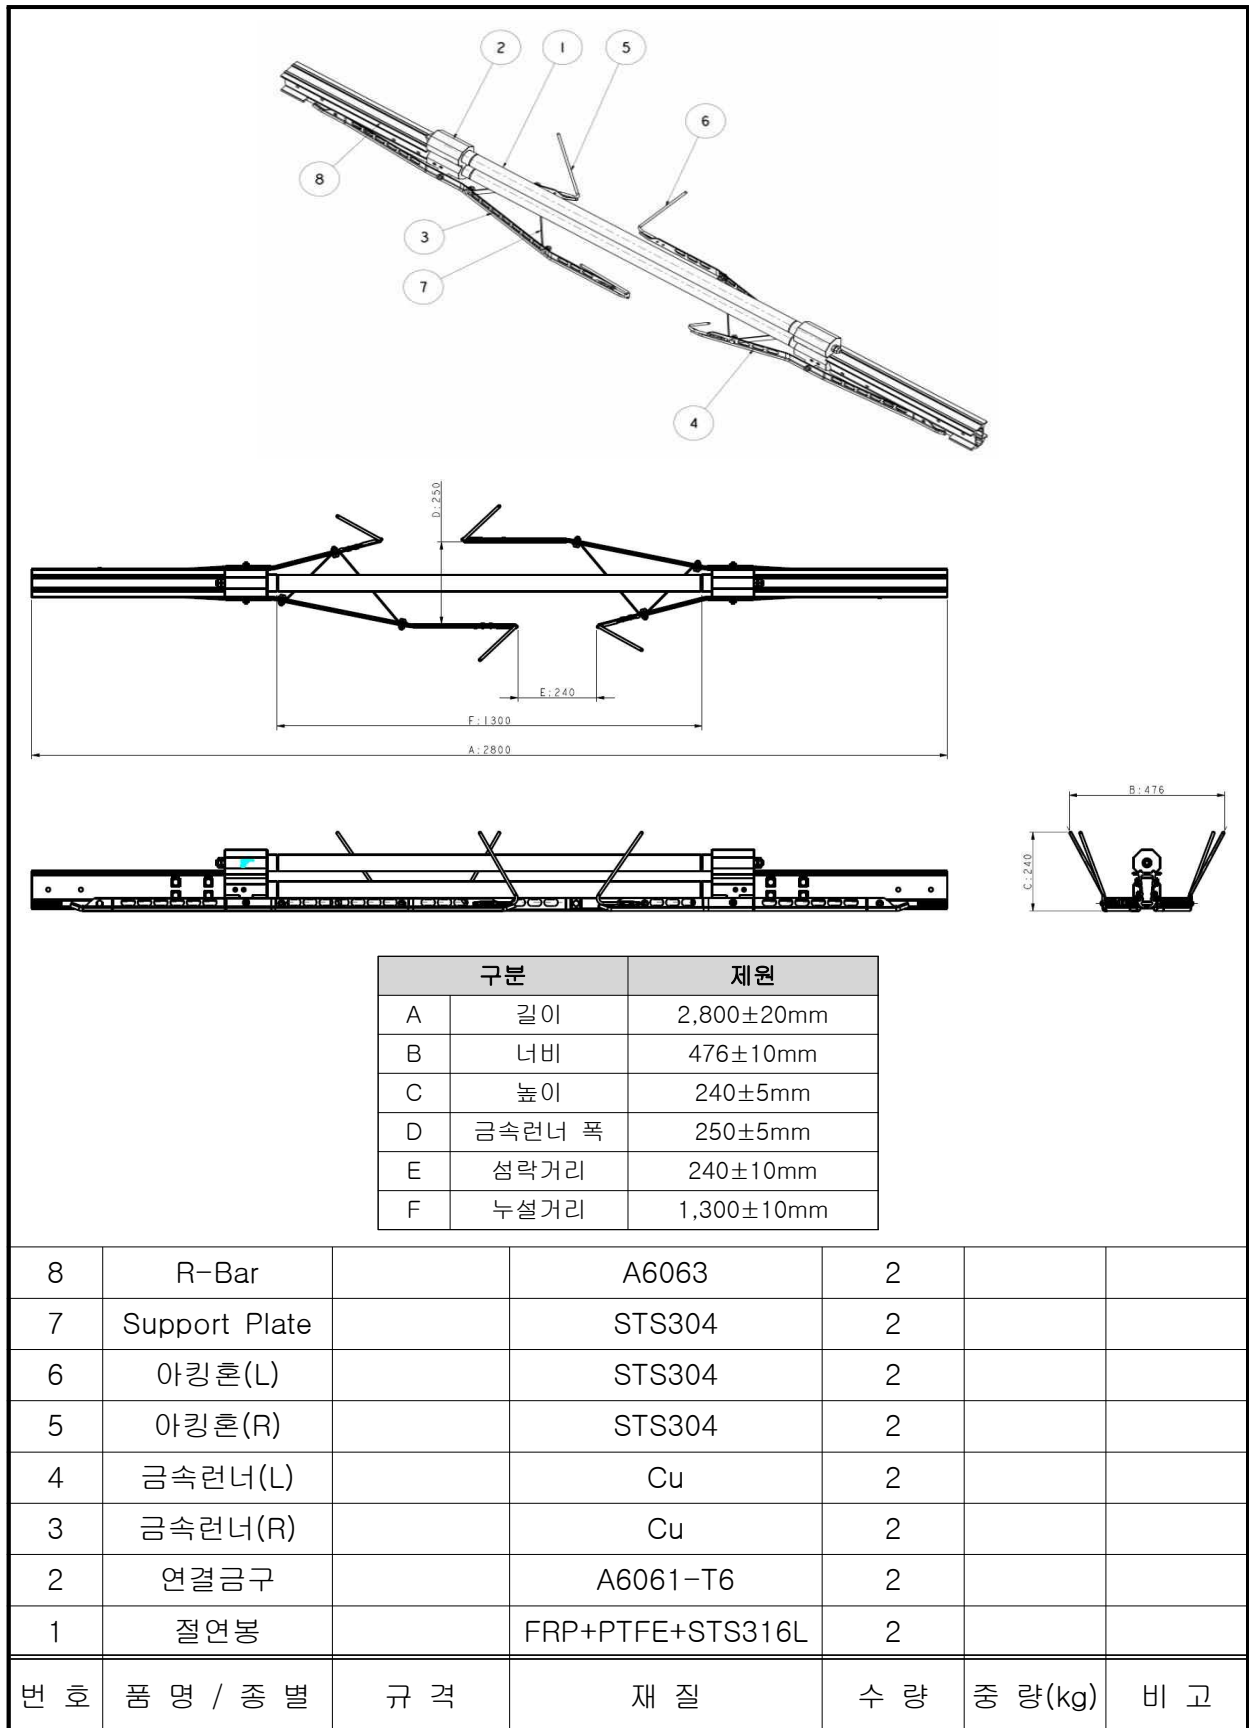 2
1
5
6
8
3
7
4
D:250
E:240
F:1300
A:2800
B:476
C:240
구분 제원
A 길이 2,800±20mm
B 너비 476±10mm
C 높이 240±5mm
D 금속런너 폭 250±5mm
E 섬락거리 240±10mm
F 누설거리 1,300±10mm
8 R-Bar A6063 2
7 Support Plate STS304 2
6 아킹혼(L) STS304 2
5 아킹혼(R) STS304 2
4 금속런너(L) Cu 2
3 금속런너(R) Cu 2
2 연결금구 A6061-T6 2
1 절연봉 FRP+PTFE+STS316L 2
번 호 품 명 / 종 별 규 격 재 질 수 량 중 량(kg) 비 고